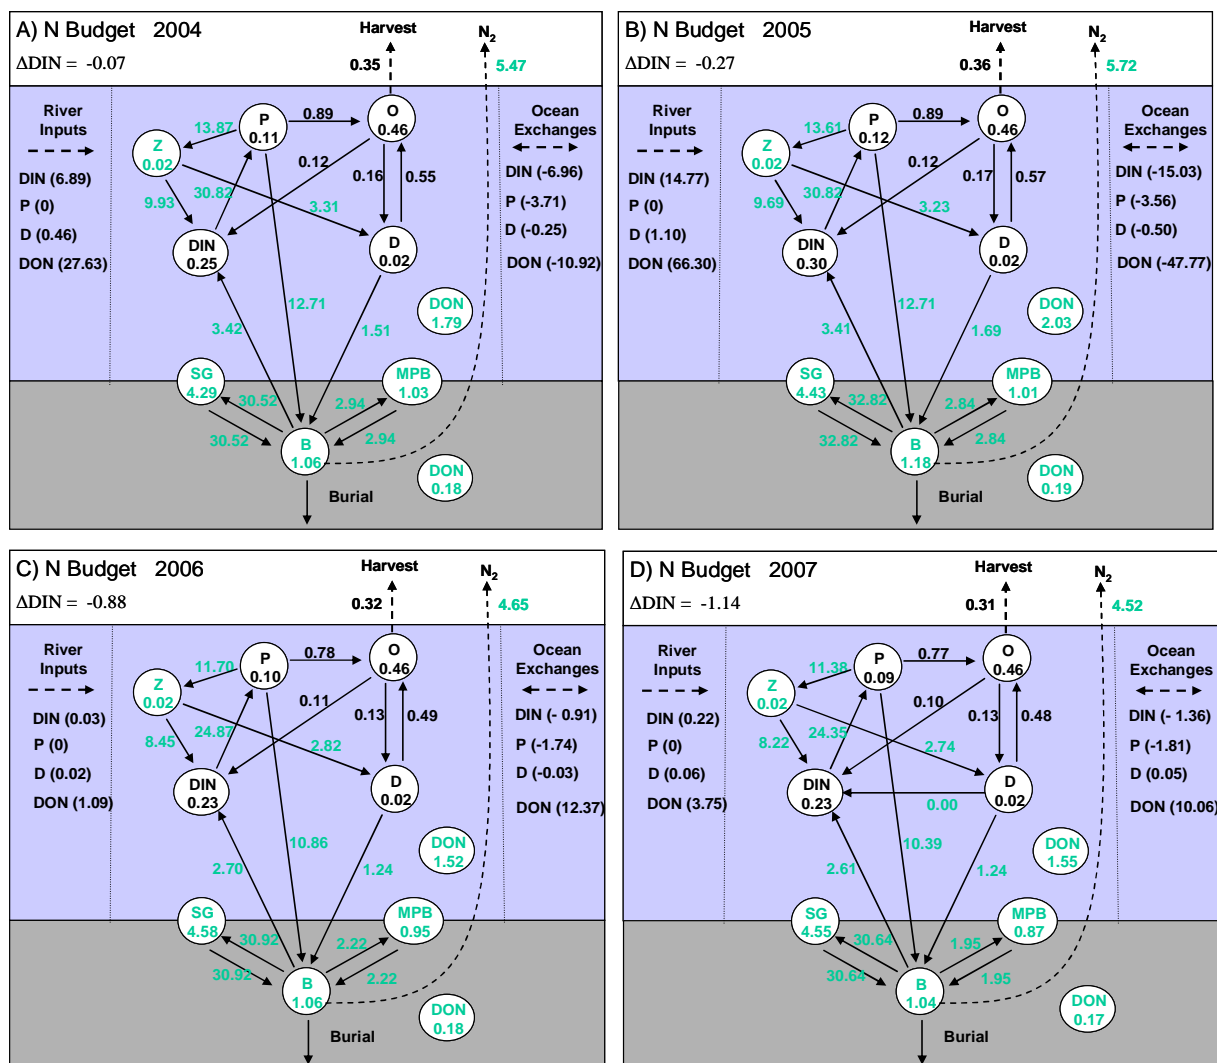 A) N Budget 2004
ΔDIN = -0.07
Harvest
N2
0.35
5.47
River
Inputs
DIN (6.89)
P (0)
D (0.46)
DON (27.63)
Ocean
Exchanges
DIN (-6.96)
P (-3.71)
D (-0.25)
DON (-10.92)
P
0.11
0.89
O
0.46
13.87
Z
0.02
0.12
0.16
0.55
9.93
30.82
3.31
DIN
0.25
D
0.02
12.71
DON
1.79
3.42
1.51
SG
4.29
MPB
1.03
30.52
2.94
30.52
2.94
B
1.06
DON
0.18
Burial
B) N Budget 2005
ΔDIN = -0.27
Harvest
N2
0.36
5.72
River
Inputs
DIN (14.77)
P (0)
D (1.10)
DON (66.30)
Ocean
Exchanges
DIN (-15.03)
P (-3.56)
D (-0.50)
DON (-47.77)
P
0.12
0.89
O
0.46
13.61
Z
0.02
0.12
0.17
0.57
9.69
30.82
3.23
DIN
0.30
D
0.02
12.71
DON
2.03
3.41
1.69
SG
4.43
MPB
1.01
32.82
2.84
32.82
2.84
B
1.18
DON
0.19
Burial
C) N Budget 2006
ΔDIN = -0.88
Harvest
N2
0.32
4.65
River
Inputs
DIN (0.03)
P (0)
D (0.02)
DON (1.09)
Ocean
Exchanges
DIN (- 0.91)
P (-1.74)
D (-0.03)
DON (12.37)
P
0.10
0.78
O
0.46
11.70
Z
0.02
0.11
0.13
0.49
8.45
24.87
2.82
DIN
0.23
D
0.02
10.86
DON
1.52
2.70
1.24
SG
4.58
MPB
0.95
30.92
2.22
30.92
2.22
B
1.06
DON
0.18
Burial
D) N Budget 2007
ΔDIN = -1.14
Harvest
N2
0.31
4.52
River
Inputs
DIN (0.22)
P (0)
D (0.06)
DON (3.75)
Ocean
Exchanges
DIN (- 1.36)
P (-1.81)
D (0.05)
DON (10.06)
P
0.09
0.77
O
0.46
11.38
Z
0.02
0.10
0.13
0.48
8.22
24.35
2.74
DIN
0.23
D
0.02
0.00
10.39
DON
1.55
2.61
1.24
SG
4.55
MPB
0.87
30.64
1.95
30.64
1.95
B
1.04
DON
0.17
Burial